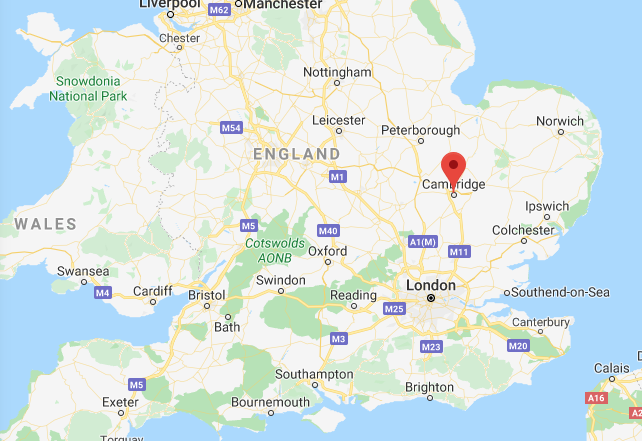 Liverpool
M62
Manchester
Chester
Snowdonia
National Park
Nottingham
Leicester
Peterborough
Norwich
M54
ENGLAND
M1
Cambridge
Ipswich
WALES
M5
M40
Cotswolds
AONB
Oxford
A1(M)
M11
Colchester
Swansea
M4
Cardiff
Bristol
Swindon
Reading
London
M25
Southend-on-Sea
Bath
M3
M23
M20
Canterbury
Southampton
Brighton
Calais
A16
M5
Exeter
Bournemouth
Torquay